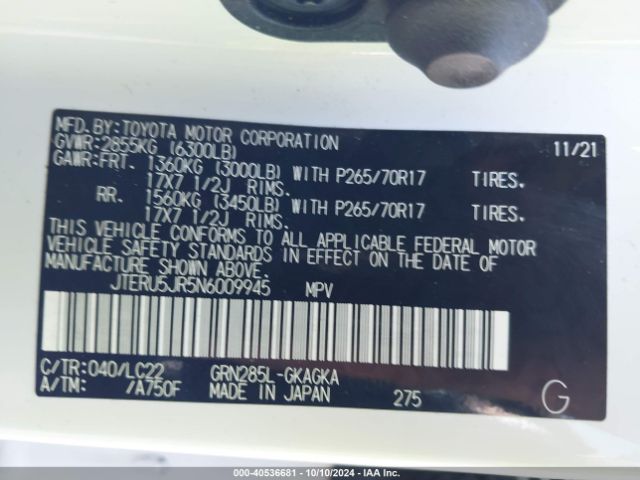 MFD.BY:TOYOTA MOTOR CORPORATION 11/21
GVWR:2855KG (6300LB)
GAWR:FRT. 1360KG (3000LB) WITH P265/70R17 TIRES.
17X7 1/2J RIMS.
RR. 1560KG (3450LB) WITH P265/70R17 TIRES.
17X7 1/2J RIMS.
THIS VEHICLE CONFORMS TO ALL APPLICABLE FEDERAL MOTOR
VEHICLE SAFETY STANDARDS IN EFFECT ON THE DATE OF
MANUFACTURE SHOWN ABOVE.
JTERU5JR5N6009945 MPV
C/TR:040/LC22 GRN285L-GKAGKA
A/TM: /A750F MADE IN JAPAN 275 G
000-40536681 - 10/10/2024 - IAAI.com